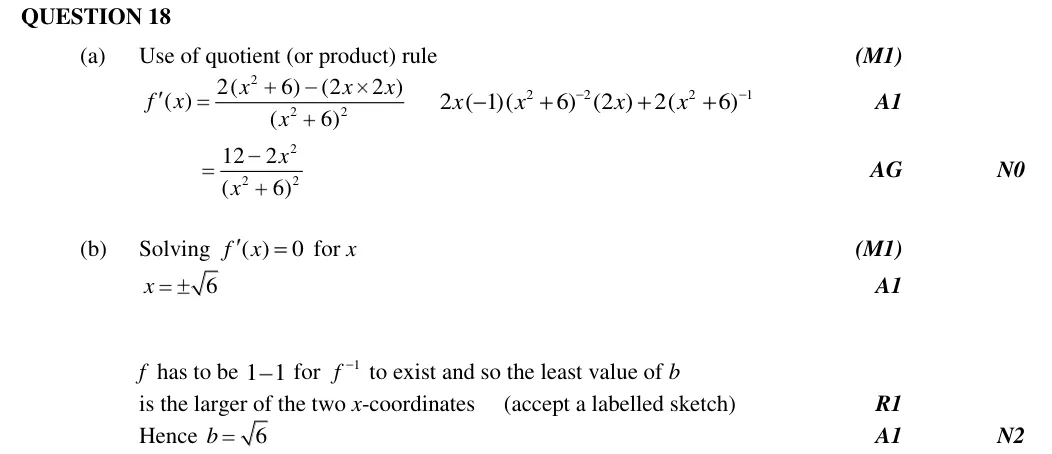 QUESTION 18
(a) Use of quotient (or product) rule (M1)
f′(x) = \frac{2(x² + 6) − (2x × 2x)}{(x² + 6)²} 2x(−1)(x² + 6)⁻²(2x) + 2(x² + 6)⁻¹ A1
= \frac{12 − 2x²}{(x² + 6)²} AG N0
(b) Solving f′(x) = 0 for x (M1)
x = ±√6 A1
f has to be 1–1 for f⁻¹ to exist and so the least value of b
is the larger of the two x-coordinates (accept a labelled sketch) R1
Hence b = √6 A1 N2